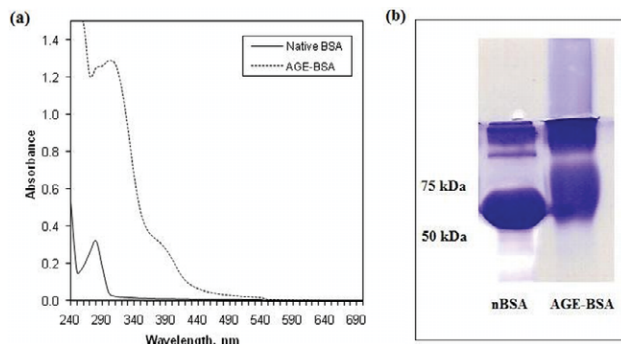 (a)
1.4
1.2
1.0
0.8
0.6
0.4
0.2
0.0
Absorbance
Native BSA
AGE-BSA
240 290 340 390 440 490 540 590 640 690
Wavelength, nm
(b)
75 kDa
50 kDa
nBSA AGE-BSA